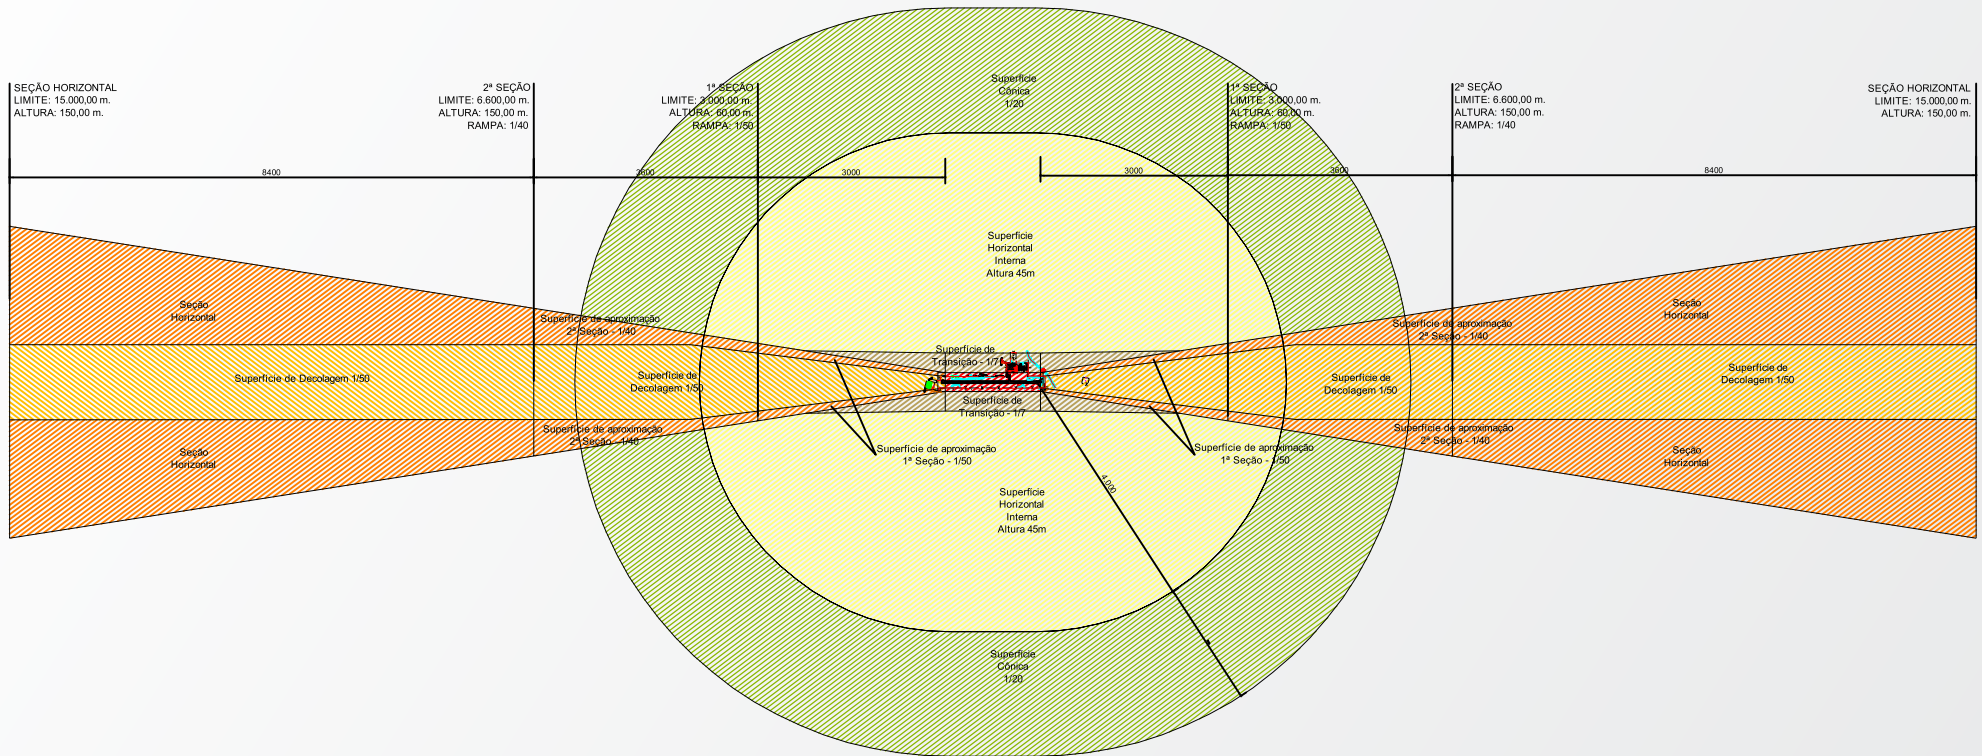 SEÇÃO HORIZONTAL
LIMITE: 15.000,00 m.
ALTURA: 150,00 m.
2ª SEÇÃO
LIMITE: 6.600,00 m.
ALTURA: 150,00 m.
RAMPA: 1/40
1ª SEÇÃO
LIMITE: 3.000,00 m.
ALTURA: 60,00 m.
RAMPA: 1/50
Superfície
Cônica
1/20
1ª SEÇÃO
LIMITE: 3.000,00 m.
ALTURA: 60,00 m.
RAMPA: 1/50
2ª SEÇÃO
LIMITE: 6.600,00 m.
ALTURA: 150,00 m.
RAMPA: 1/40
SEÇÃO HORIZONTAL
LIMITE: 15.000,00 m.
ALTURA: 150,00 m.
8400
3600
3000
3000
3600
8400
Superfície
Horizontal
Interna
Altura 45m
Seção
Horizontal
Superfície de aproximação
2ª Seção - 1/40
Superfície de aproximação
2ª Seção - 1/40
Seção
Horizontal
Superfície de
Transição - 1/7
Superfície de Decolagem 1/50
Superfície de
Decolagem 1/50
Superfície de
Decolagem 1/50
Superfície de
Decolagem 1/50
Superfície de
Transição - 1/7
Superfície de aproximação
2ª Seção - 1/40
Superfície de aproximação
2ª Seção - 1/40
Seção
Horizontal
Superfície de aproximação
1ª Seção - 1/50
Superfície de aproximação
1ª Seção - 1/50
Seção
Horizontal
4.000
Superfície
Horizontal
Interna
Altura 45m
Superfície
Cônica
1/20